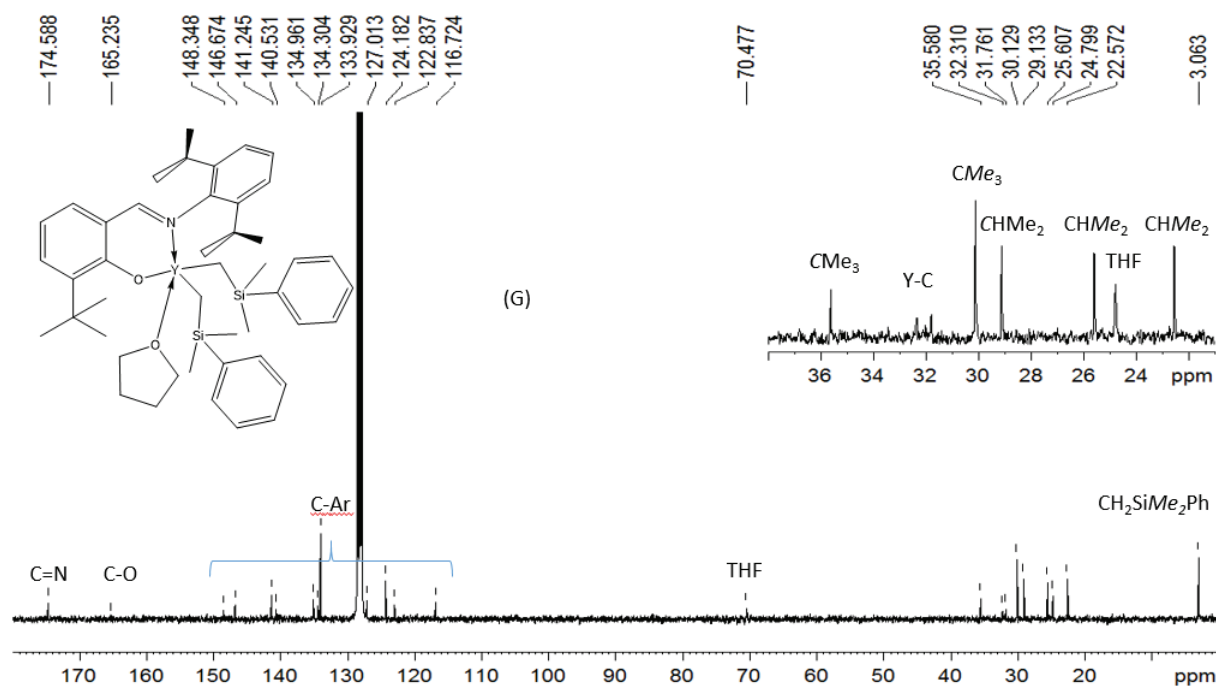 174.588
165.235
148.348
146.674
141.245
140.531
134.961
134.304
133.929
127.013
124.182
122.837
116.724
70.477
35.580
32.310
31.761
30.129
29.133
25.607
24.799
22.572
3.063
N
O
Y
Si
Si
O
(G)
CMe3
CHMe2
CHMe2
CHMe2
THF
CMe3
Y-C
36 34 32 30 28 26 24 ppm
C-Ar
CH2SiMe2Ph
C=N
C-O
THF
170 160 150 140 130 120 110 100 90 80 70 60 50 40 30 20 ppm